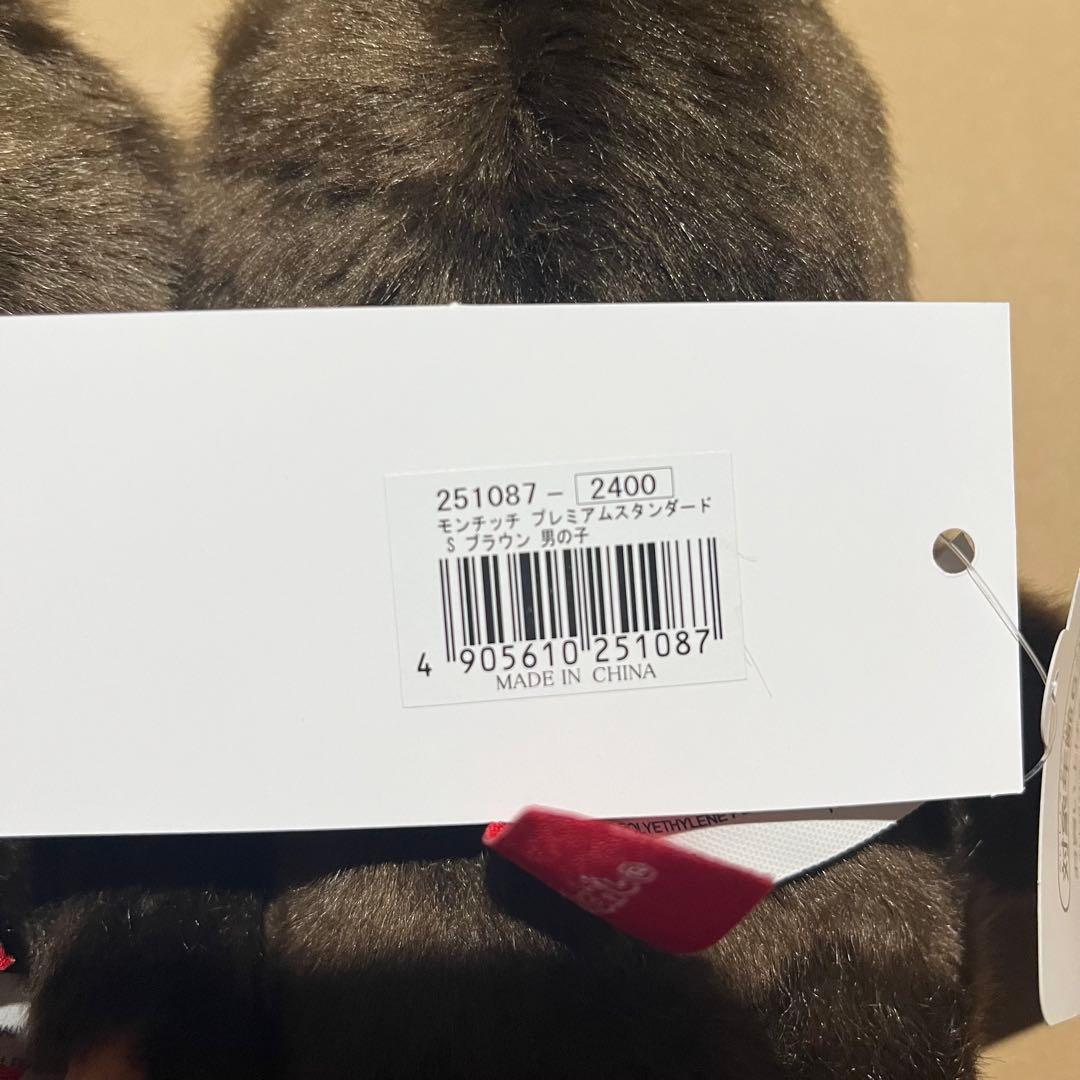 251087- 2400
モンチッチ プレミアムスタンダード
S ブラウン 男の子
4 905610 251087
MADE IN CHINA